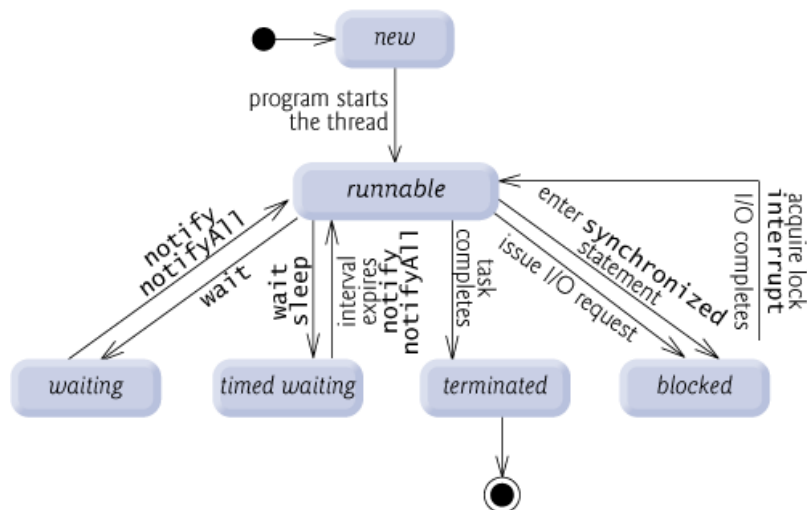 new
program starts
the thread
runnable
notify
notifyAll
wait
wait
sleep
interval
expires
notify
notifyAll
task
completes
enter synchronized
statement
issue I/O request
acquire lock
interrupt
I/O completes
waiting
timed waiting
terminated
blocked